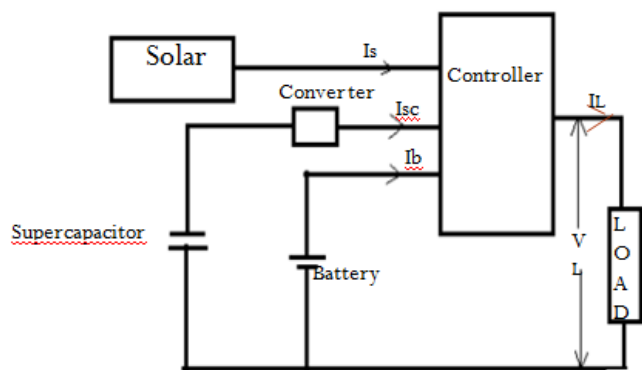 Solar
Is
Controller
Converter
Isc
IL
Ib
Supercapacitor
Battery
V
L
L
O
A
D